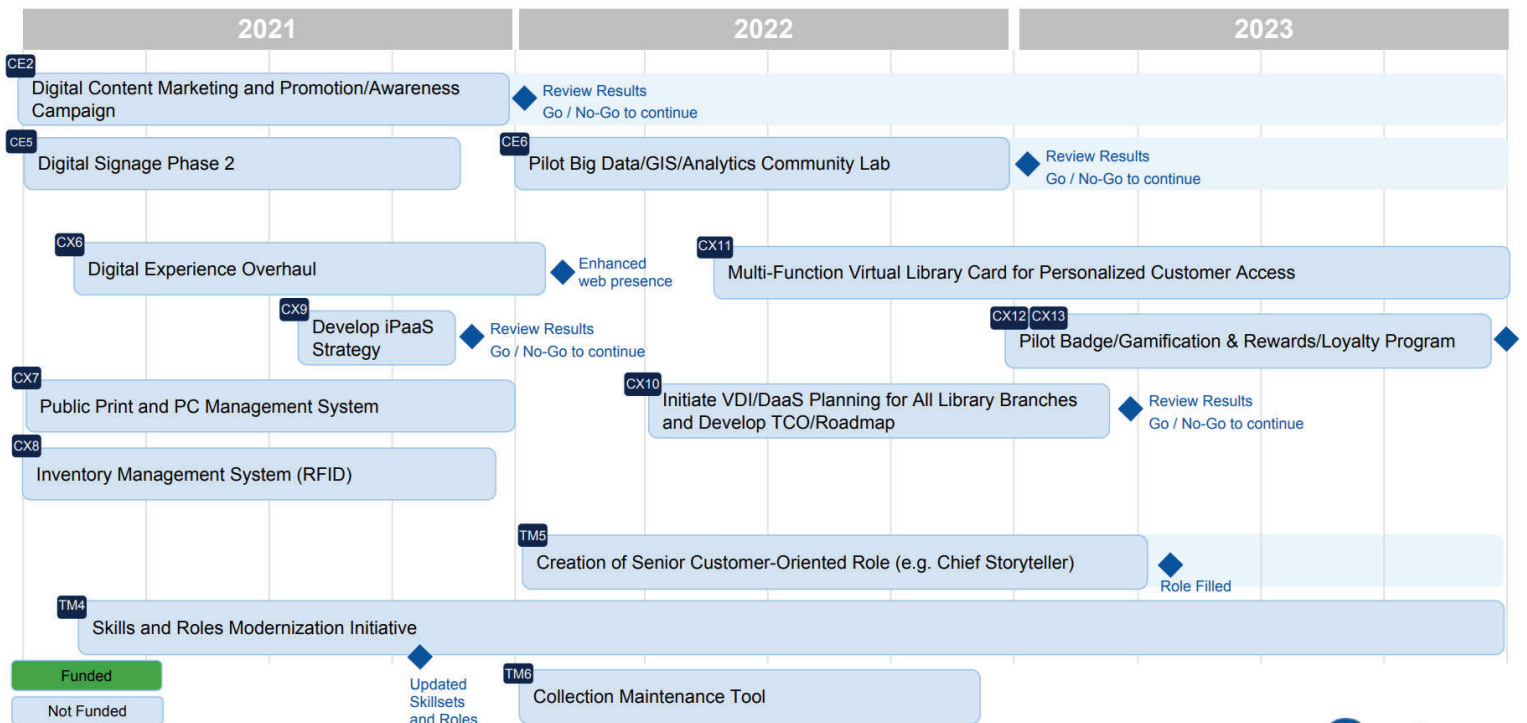 2021
2022
2023
CE2
Digital Content Marketing and Promotion/Awareness
Campaign
Review Results
Go / No-Go to continue
CE5
Digital Signage Phase 2
CE6
Pilot Big Data/GIS/Analytics Community Lab
Review Results
Go / No-Go to continue
CX6
Digital Experience Overhaul
Enhanced
web presence
CX11
Multi-Function Virtual Library Card for Personalized Customer Access
CX9
Develop iPaaS
Strategy
Review Results
Go / No-Go to continue
CX12 CX13
Pilot Badge/Gamification & Rewards/Loyalty Program
CX7
Public Print and PC Management System
CX10
Initiate VDI/DaaS Planning for All Library Branches
and Develop TCO/Roadmap
Review Results
Go / No-Go to continue
CX8
Inventory Management System (RFID)
TM5
Creation of Senior Customer-Oriented Role (e.g. Chief Storyteller)
Role Filled
TM4
Skills and Roles Modernization Initiative
Updated
Skillsets
and Roles
TM6
Collection Maintenance Tool
Funded
Not Funded